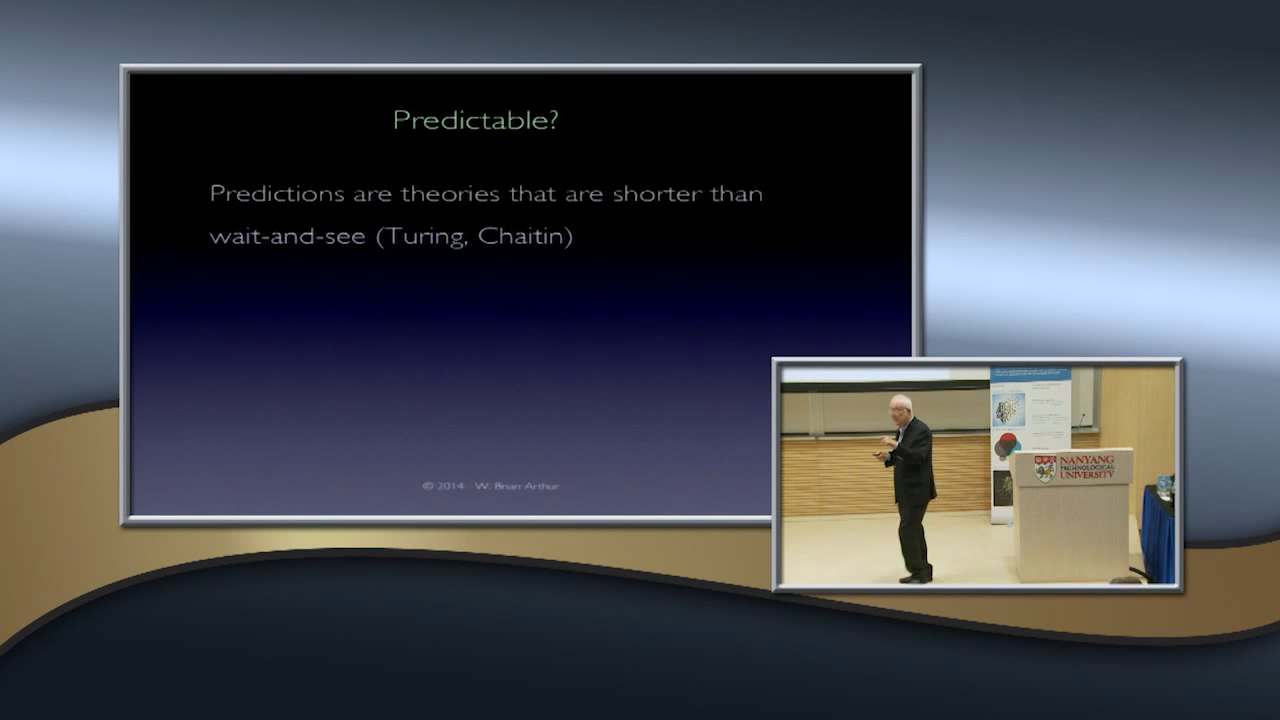 Predictable?
Predictions are theories that are shorter than
wait-and-see (Turing, Chaitin)
© 2014 W. Brian Arthur
NANYANG
TECHNOLOGICAL
UNIVERSITY